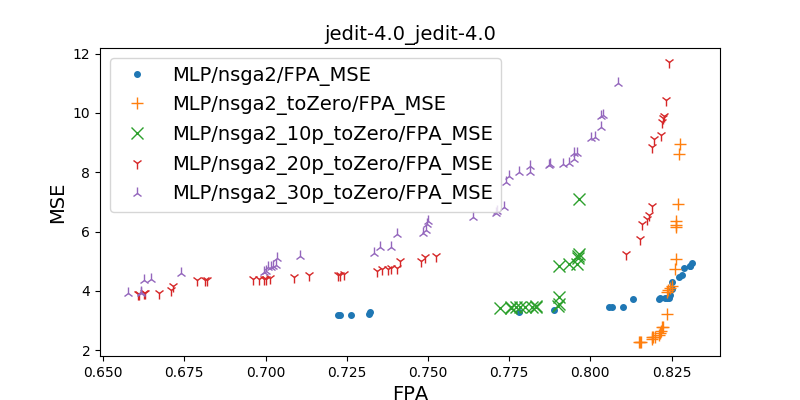 jedit-4.0_jedit-4.0
MLP/nsga2/FPA_MSE
MLP/nsga2_toZero/FPA_MSE
MLP/nsga2_10p_toZero/FPA_MSE
MLP/nsga2_20p_toZero/FPA_MSE
MLP/nsga2_30p_toZero/FPA_MSE
MSE
12
10
8
6
4
2
0.650 0.675 0.700 0.725 0.750 0.775 0.800 0.825
FPA